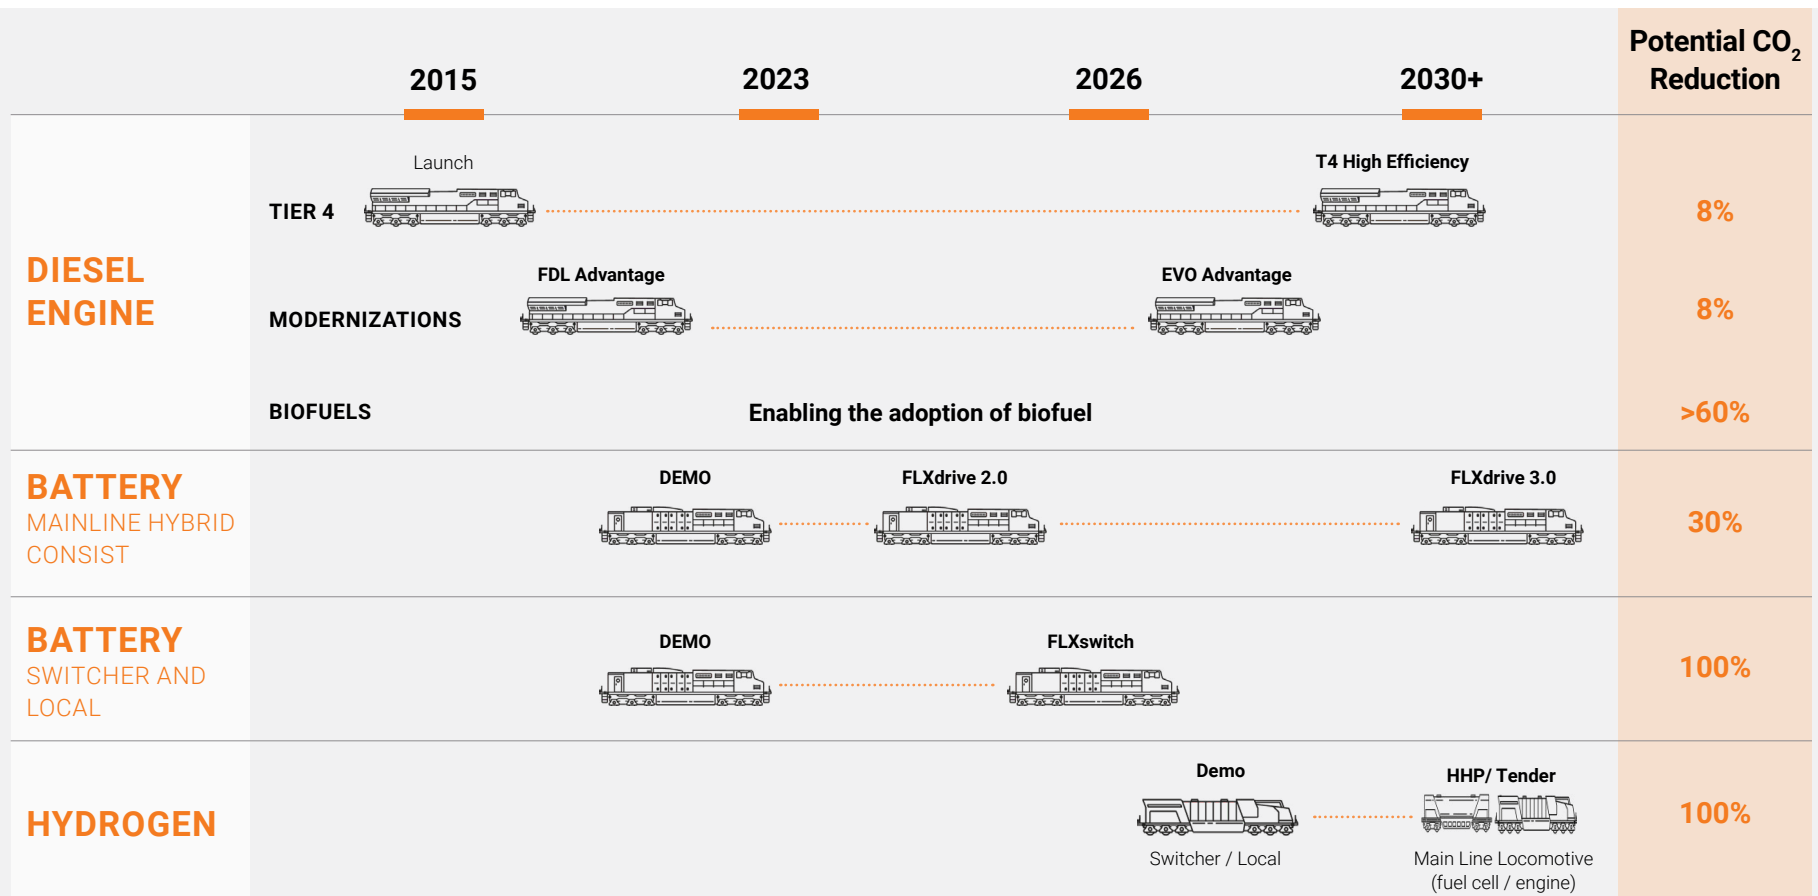 2015
2023
2026
2030+
Potential CO2
Reduction
DIESEL
ENGINE
TIER 4
Launch
T4 High Efficiency
8%
MODERNIZATIONS
FDL Advantage
EVO Advantage
8%
BIOFUELS
Enabling the adoption of biofuel
>60%
BATTERY
MAINLINE HYBRID
CONSIST
DEMO
FLXdrive 2.0
FLXdrive 3.0
30%
BATTERY
SWITCHER AND
LOCAL
DEMO
FLXswitch
100%
HYDROGEN
Demo
Switcher / Local
HHP/ Tender
Main Line Locomotive
(fuel cell / engine)
100%